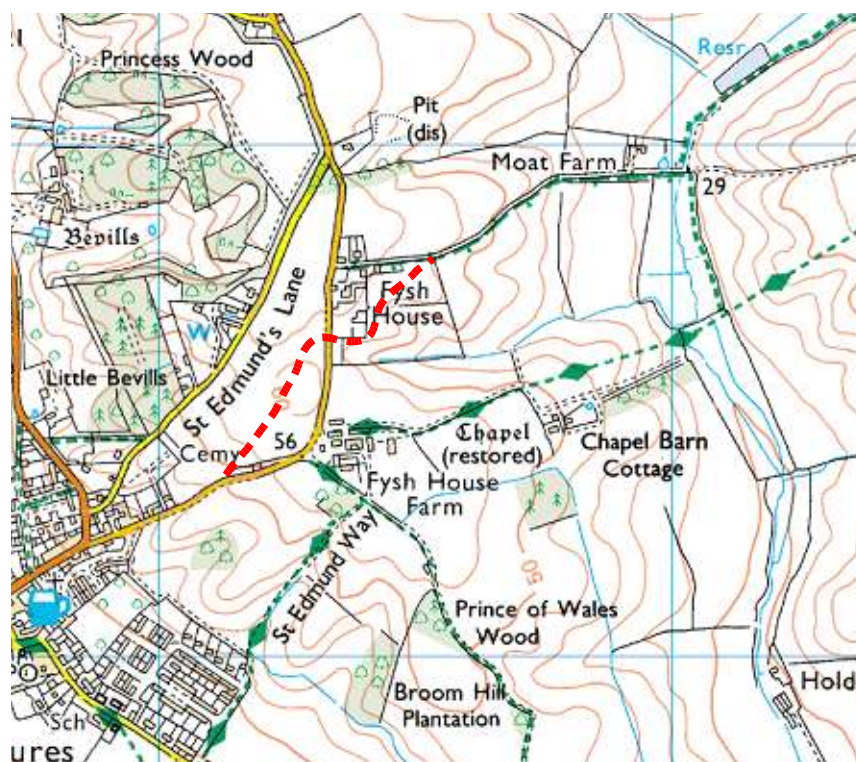 Princess Wood
Pit
(dis)
Resr
Moat Farm
29
Bevills
Fysh
House
W
St Edmund's Lane
Little Bevills
Cemy
56
Chapel
(restored)
Chapel Barn
Cottage
Fysh House
Farm
50
St Edmund Way
Prince of Wales
Wood
Broom Hill
Plantation
Hold
Sch
ures